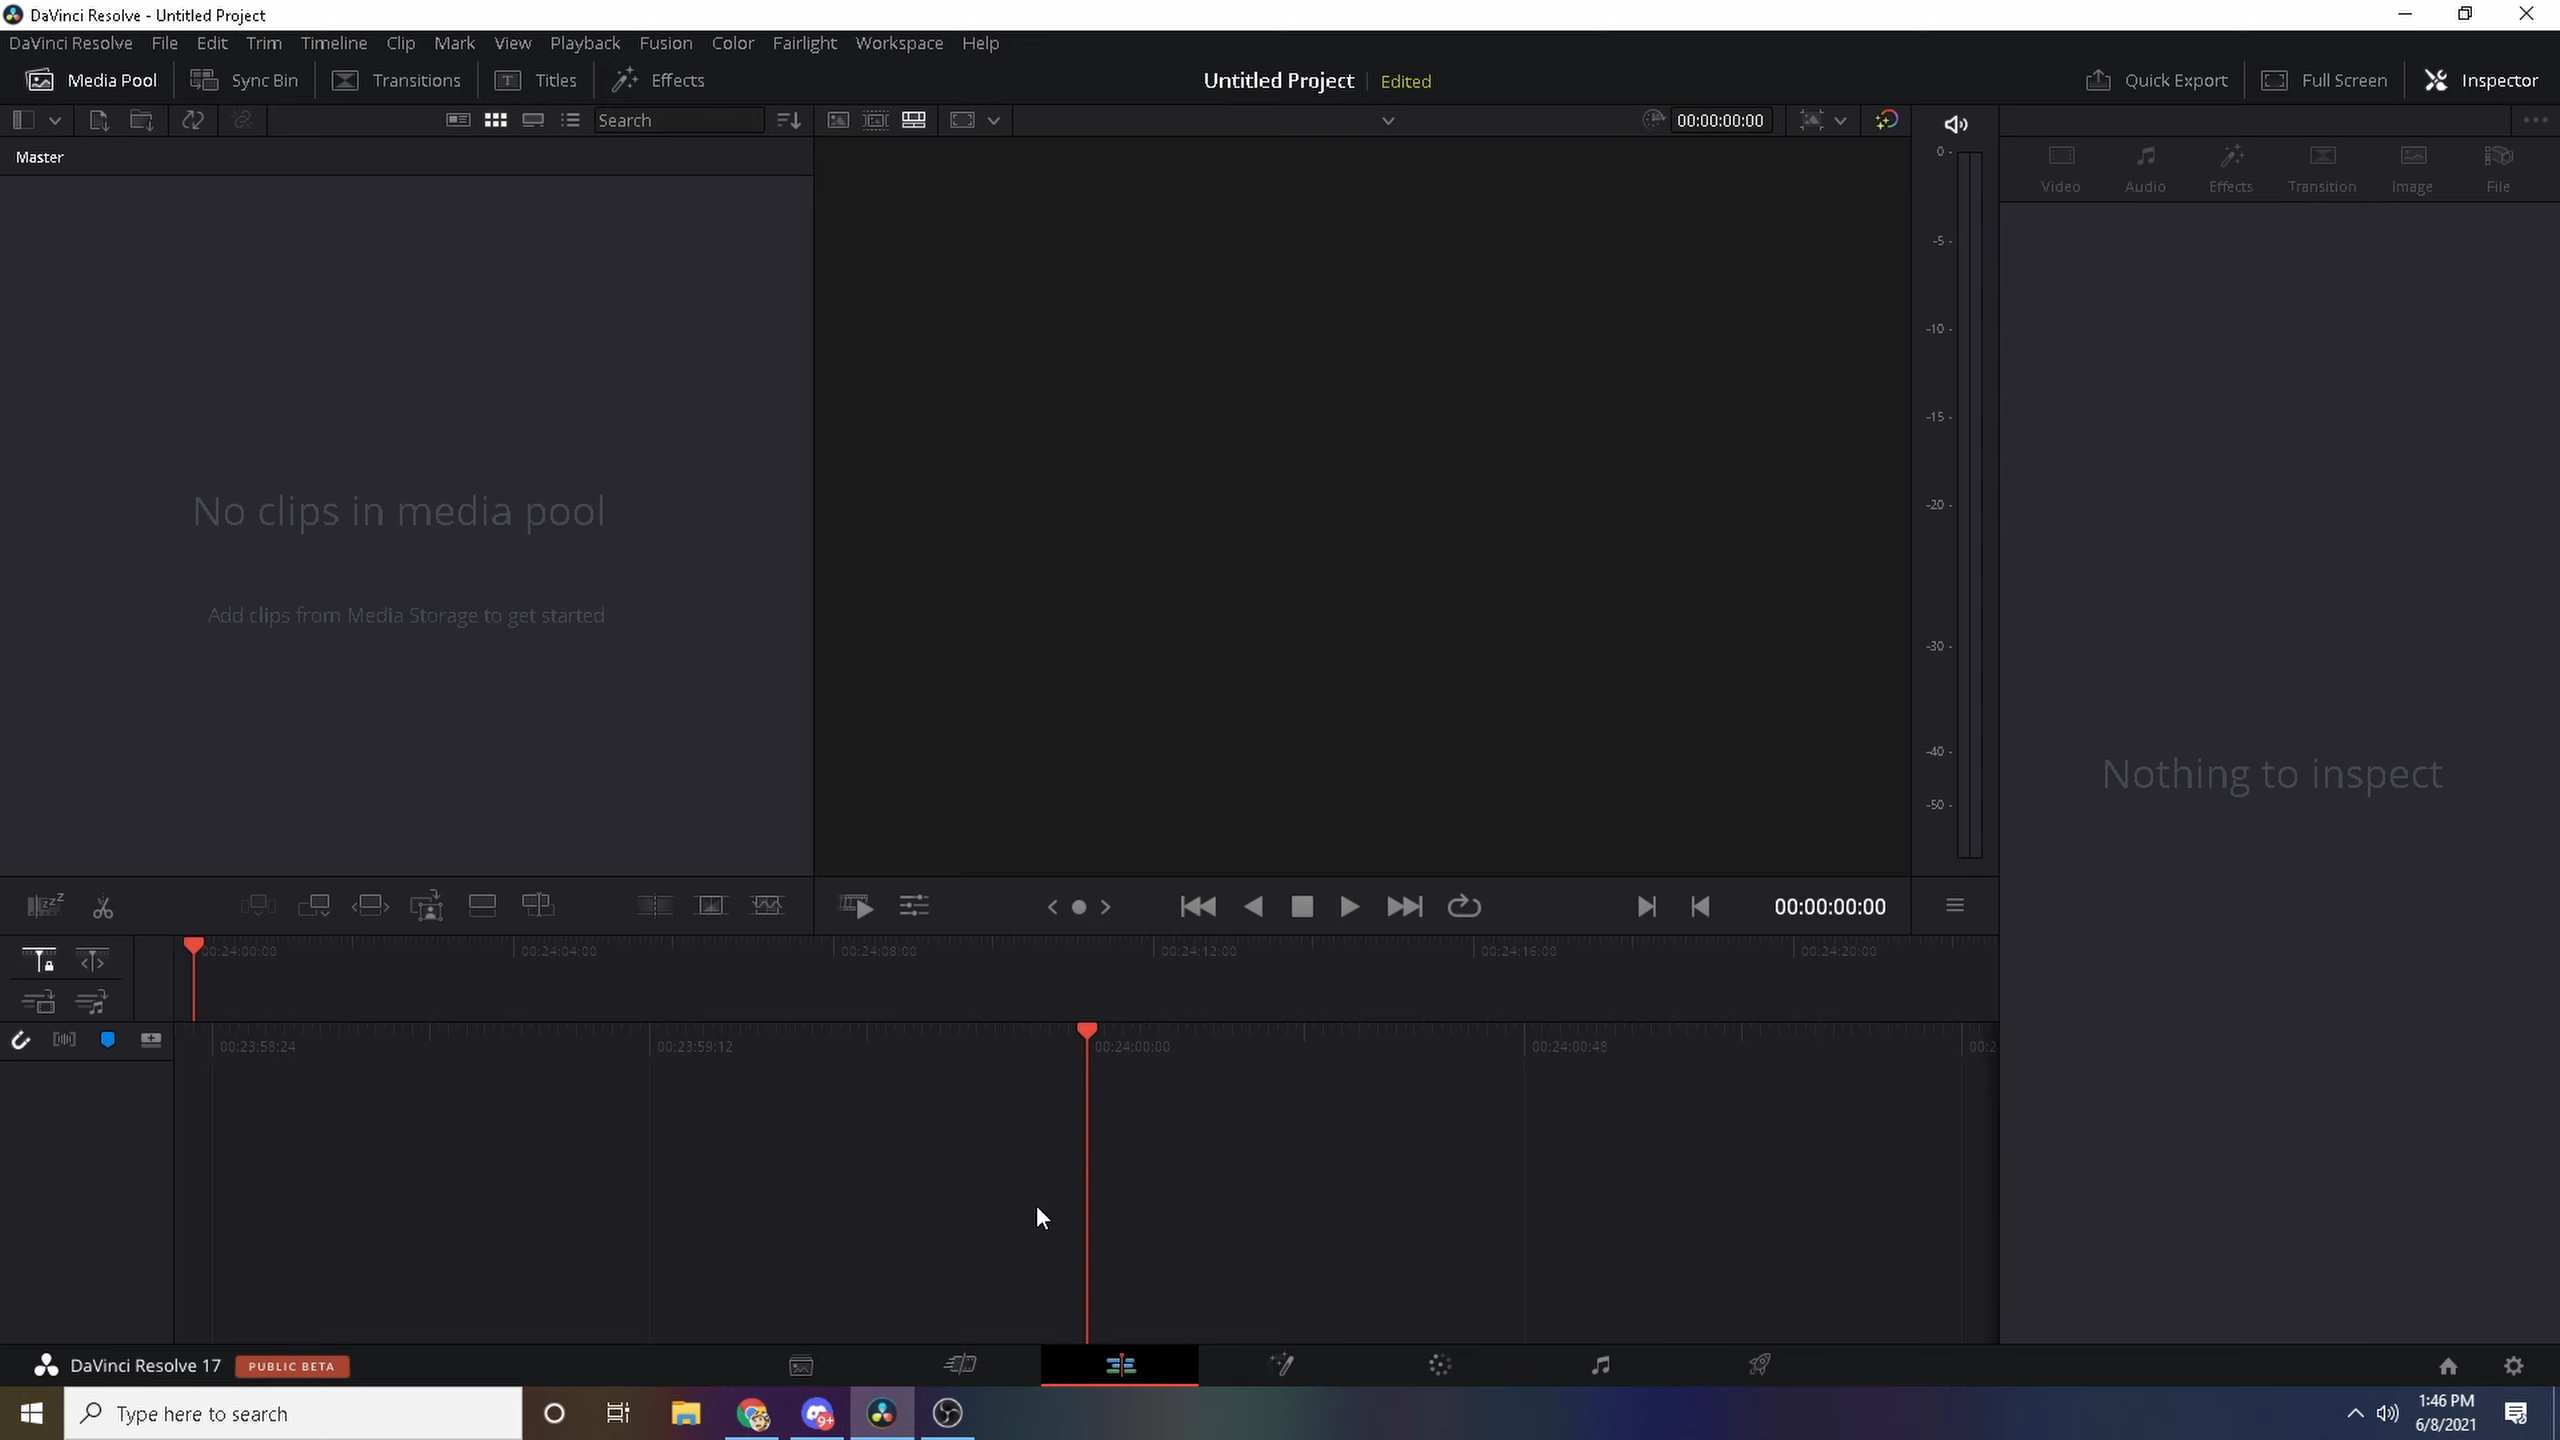 DaVinci Resolve - Untitled Project
DaVinci Resolve File Edit Trim Timeline Clip Mark View Playback Fusion Color Fairlight Workspace Help
Media Pool Sync Bin Transitions Titles Effects Untitled Project Edited Quick Export Full Screen Inspector
Search 00:00:00:00
Master
Video Audio Effects Transition Image File
0
-5
-10
-15
-20
-30
-40
-50
No clips in media pool
Add clips from Media Storage to get started
Nothing to inspect
zzZ 00:00:00:00
00:24:00:00 00:24:04:00 00:24:08:00 00:24:12:00 00:24:16:00 00:24:20:00
00:23:58:24 00:23:59:12 00:24:00:00 00:24:00:48 00:2
DaVinci Resolve 17 PUBLIC BETA
Type here to search 9+
1:46 PM
6/8/2021